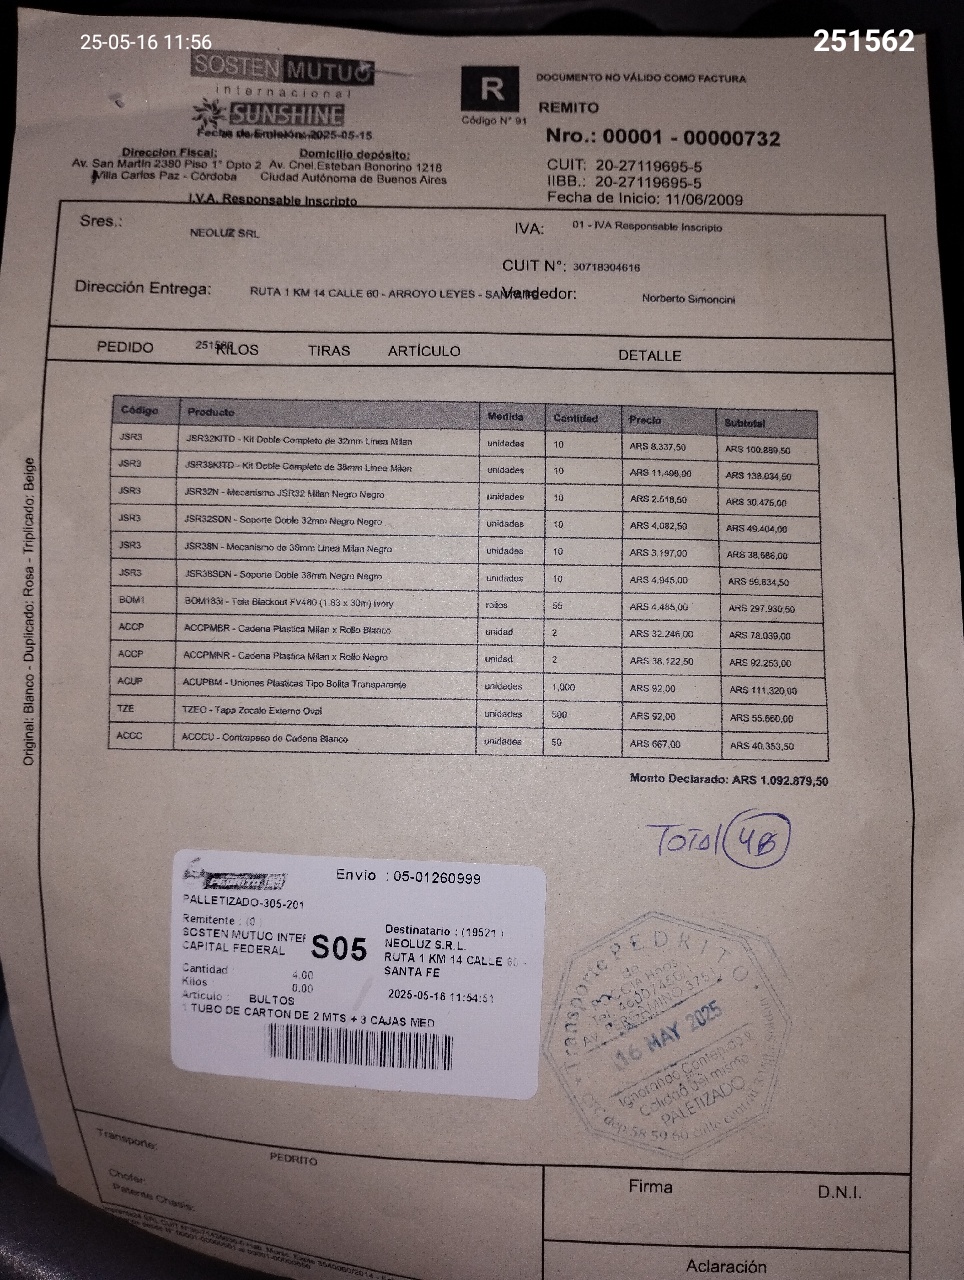 25-05-16 11:56
251562
SOSTEN MUTUO
internacional
SUNSHINE
Fecha de Emisión: 2025-05-15
Direccion Fiscal: Domicilio depósito:
Av. San Martin 2380 Piso 1° Dpto 2 Av. Cnel.Esteban Bonorino 1218
Villa Carlos Paz - Córdoba Ciudad Autónoma de Buenos Aires
I.V.A. Responsable Inscripto
R
Código N° 91
DOCUMENTO NO VÁLIDO COMO FACTURA
REMITO
Nro.: 00001 - 00000732
CUIT: 20-27119695-5
IIBB.: 20-27119695-5
Fecha de Inicio: 11/06/2009
Sres.: NEOLUZ SRL
IVA: 01 - IVA Responsable Inscripto
CUIT N°: 30718304616
Dirección Entrega: RUTA 1 KM 14 CALLE 60 - ARROYO LEYES -
Vendedor: Norberto Simoncini
PEDIDO KILOS TIRAS ARTÍCULO DETALLE
Código Producto Medida Cantidad Precio Subtotal
JSR3 JSR32KITD - Kit Doble Completo de 32mm Linea Milan unidades 10 ARS 8.337,50 ARS 100.889,50
JSR3 JSR38KITD - Kit Doble Completo de 38mm Linea Milan unidades 10 ARS 11.408,00 ARS 138.034,50
JSR3 JSR32N - Mecanismo JSR32 Milan Negro Negro unidades 10 ARS 2.518,50 ARS 30.475,00
JSR3 JSR32SDN - Soporte Doble 32mm Negro Negro unidades 10 ARS 4.082,50 ARS 49.404,00
JSR3 JSR38N - Mecanismo de 38mm Linea Milan Negro unidades 10 ARS 3.197,00 ARS 38.686,00
JSR3 JSR38SDN - Soporte Doble 38mm Negro Negro unidades 10 ARS 4.945,00 ARS 59.834,50
BOM1 BOM183I - Tela Blackout FV480 (1.83 x 30m) Ivory rollos 55 ARS 4.485,00 ARS 297.930,50
ACCP ACCPMBR - Cadena Plastica Milan x Rollo Blanco unidad 2 ARS 32.246,00 ARS 78.039,00
ACCP ACCPMNR - Cadena Plastica Milan x Rollo Negro unidad 2 ARS 38.122,50 ARS 92.253,00
ACUP ACUPBM - Uniones Plasticas Tipo Bolita Transparente unidades 1,000 ARS 92,00 ARS 111.320,00
TZE TZEO - Tapa Zocalo Externo Oval unidades 500 ARS 92,00 ARS 55.660,00
ACCC ACCCU - Contrapeso de Cadena Blanco unidades 50 ARS 667,00 ARS 40.353,50
Monto Declarado: ARS 1.092.879,50
Original: Blanco - Duplicado: Rosa - Triplicado: Beige
Total 4B
Envio : 05-01260999
PALLETIZADO-305-201
Remitente : (0
SOSTEN MUTUO INTER
CAPITAL FEDERAL
S05
Destinatario : (19521 )
NEOLUZ S.R.L.
RUTA 1 KM 14 CALLE 60 -
SANTA FE
Cantidad 4.00
Kilos 0.00
Articulo : BULTOS
2025-05-16 11:54:51
1 TUBO DE CARTON DE 2 MTS + 3 CAJAS MED
Transporte PEDRITO
16 MAY 2025
Ignorando Contenido y
Calidad del mismo
PALETIZADO
Transporte: PEDRITO
Chofer:
Patente Chasis:
Firma D.N.I.
Aclaración